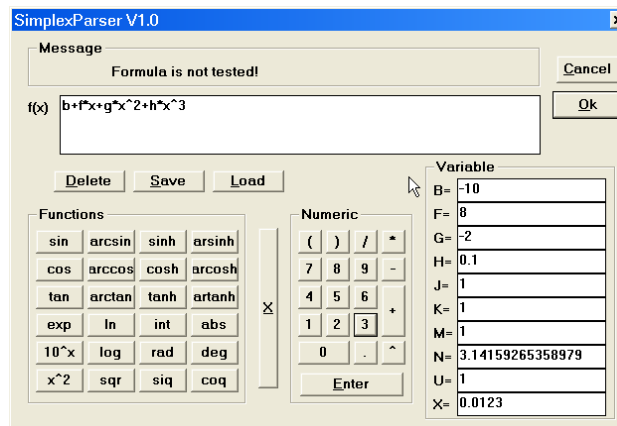 SimplexParser V1.0
Message
Formula is not tested!
Cancel
Ok
f(x) b+f*x+g*x^2+h*x^3
Delete Save Load
Functions
sin arcsin sinh arsinh
cos arccos cosh arcosh
tan arctan tanh artanh
exp ln int abs
10^x log rad deg
x^2 sqr siq coq
X
Numeric
( ) / *
7 8 9 -
4 5 6 +
1 2 3
0 . ^
Enter
Variable
B= -10
F= 8
G= -2
H= 0.1
J= 1
K= 1
M= 1
N= 3.14159265358979
U= 1
X= 0.0123